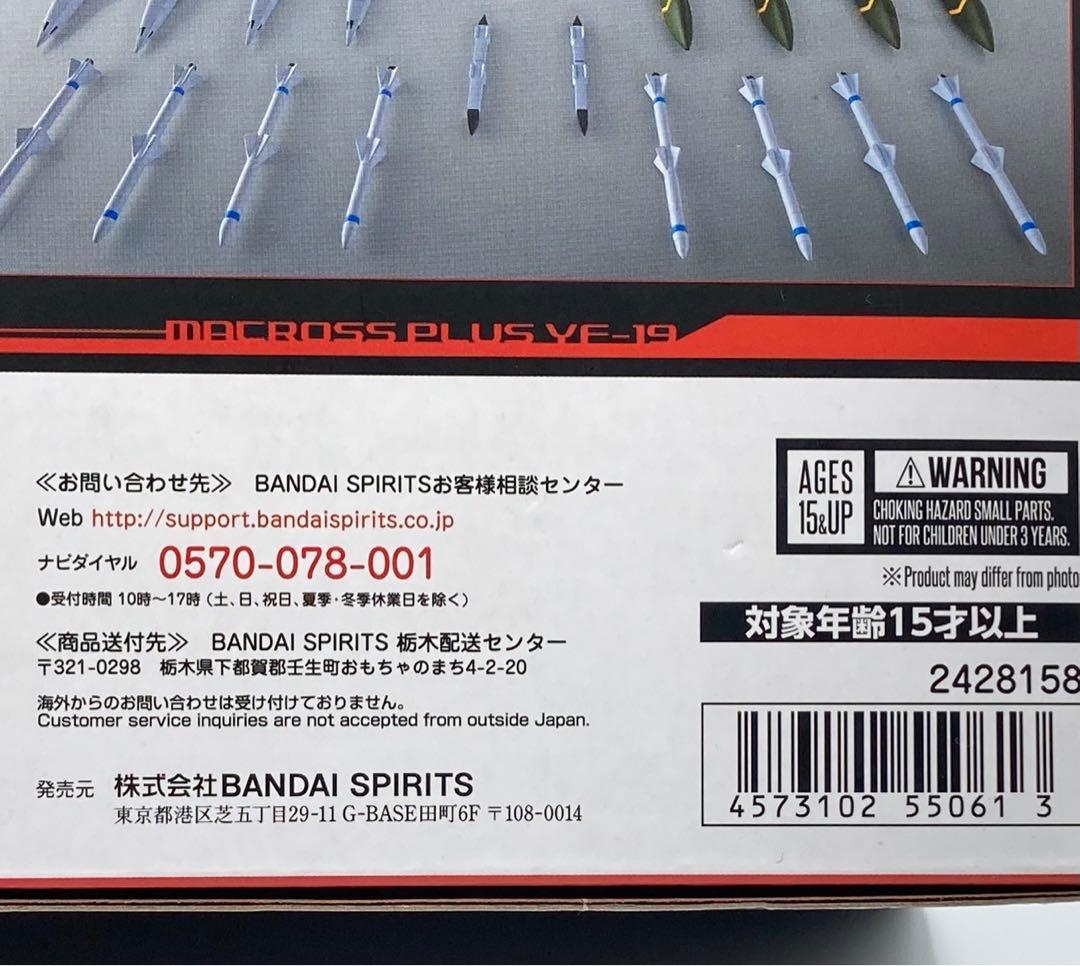 MACROSS PLUS YF-19
≪お問い合わせ先≫ BANDAI SPIRITSお客様相談センター
Web http://support.bandaispirits.co.jp
ナビダイヤル 0570-078-001
●受付時間 10時〜17時（土、日、祝日、夏季・冬季休業日を除く）
≪商品送付先≫ BANDAI SPIRITS 栃木配送センター
〒321-0298 栃木県下都賀郡壬生町おもちゃのまち4-2-20
海外からのお問い合わせは受け付けておりません。
Customer service inquiries are not accepted from outside Japan.
発売元 株式会社BANDAI SPIRITS
東京都港区芝五丁目29-11 G-BASE田町6F 〒108-0014
AGES
15&UP
⚠WARNING
CHOKING HAZARD SMALL PARTS.
NOT FOR CHILDREN UNDER 3 YEARS.
※Product may differ from photo
対象年齢15才以上
2428158
4573102 55061 3